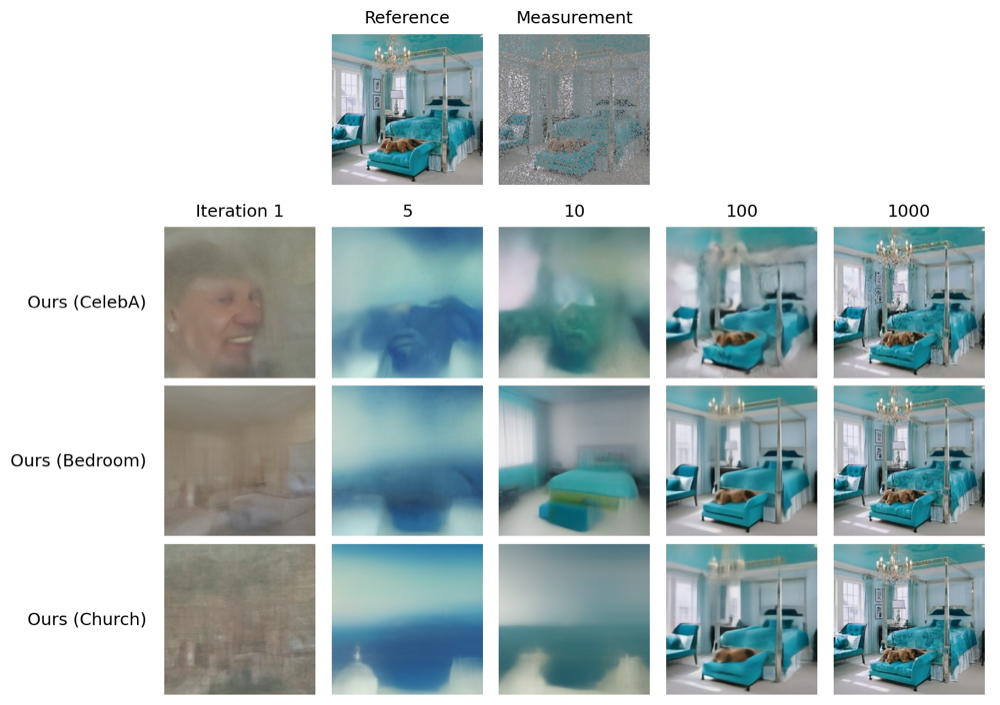 Reference Measurement
Iteration 1 5 10 100 1000
Ours (CelebA)
Ours (Bedroom)
Ours (Church)